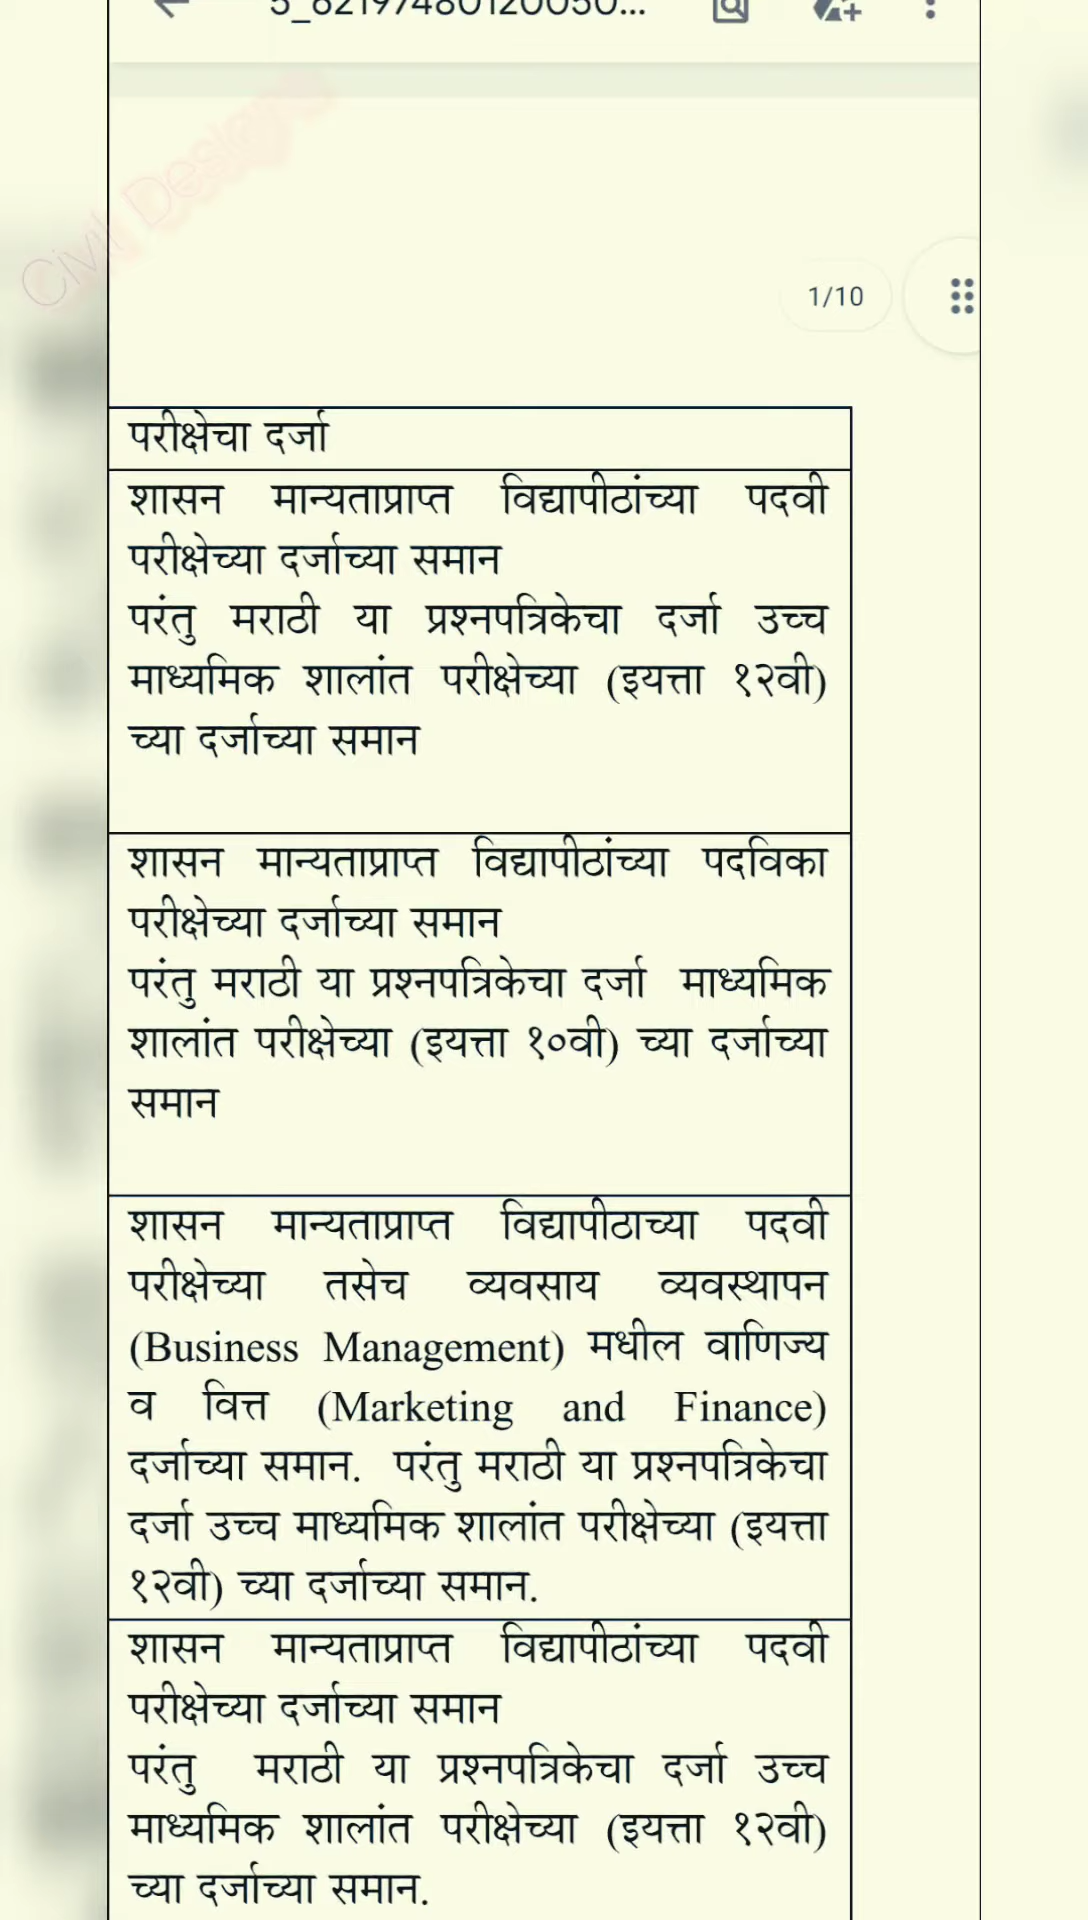 5_62197480120050...
Civil Designs
1/10
परीक्षेचा दर्जा
शासन मान्यताप्राप्त विद्यापीठांच्या पदवी
परीक्षेच्या दर्जाच्या समान
परंतु मराठी या प्रश्नपत्रिकेचा दर्जा उच्च
माध्यमिक शालांत परीक्षेच्या (इयत्ता १२वी)
च्या दर्जाच्या समान
शासन मान्यताप्राप्त विद्यापीठांच्या पदविका
परीक्षेच्या दर्जाच्या समान
परंतु मराठी या प्रश्नपत्रिकेचा दर्जा माध्यमिक
शालांत परीक्षेच्या (इयत्ता १०वी) च्या दर्जाच्या
समान
शासन मान्यताप्राप्त विद्यापीठाच्या पदवी
परीक्षेच्या तसेच व्यवसाय व्यवस्थापन
(Business Management) मधील वाणिज्य
व वित्त (Marketing and Finance)
दर्जाच्या समान. परंतु मराठी या प्रश्नपत्रिकेचा
दर्जा उच्च माध्यमिक शालांत परीक्षेच्या (इयत्ता
१२वी) च्या दर्जाच्या समान.
शासन मान्यताप्राप्त विद्यापीठांच्या पदवी
परीक्षेच्या दर्जाच्या समान
परंतु मराठी या प्रश्नपत्रिकेचा दर्जा उच्च
माध्यमिक शालांत परीक्षेच्या (इयत्ता १२वी)
च्या दर्जाच्या समान.